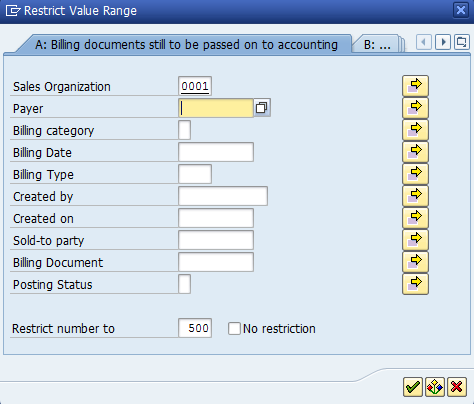 Restrict Value Range
A: Billing documents still to be passed on to accounting B: ...
Sales Organization 0001
Payer
Billing category
Billing Date
Billing Type
Created by
Created on
Sold-to party
Billing Document
Posting Status
Restrict number to 500 No restriction